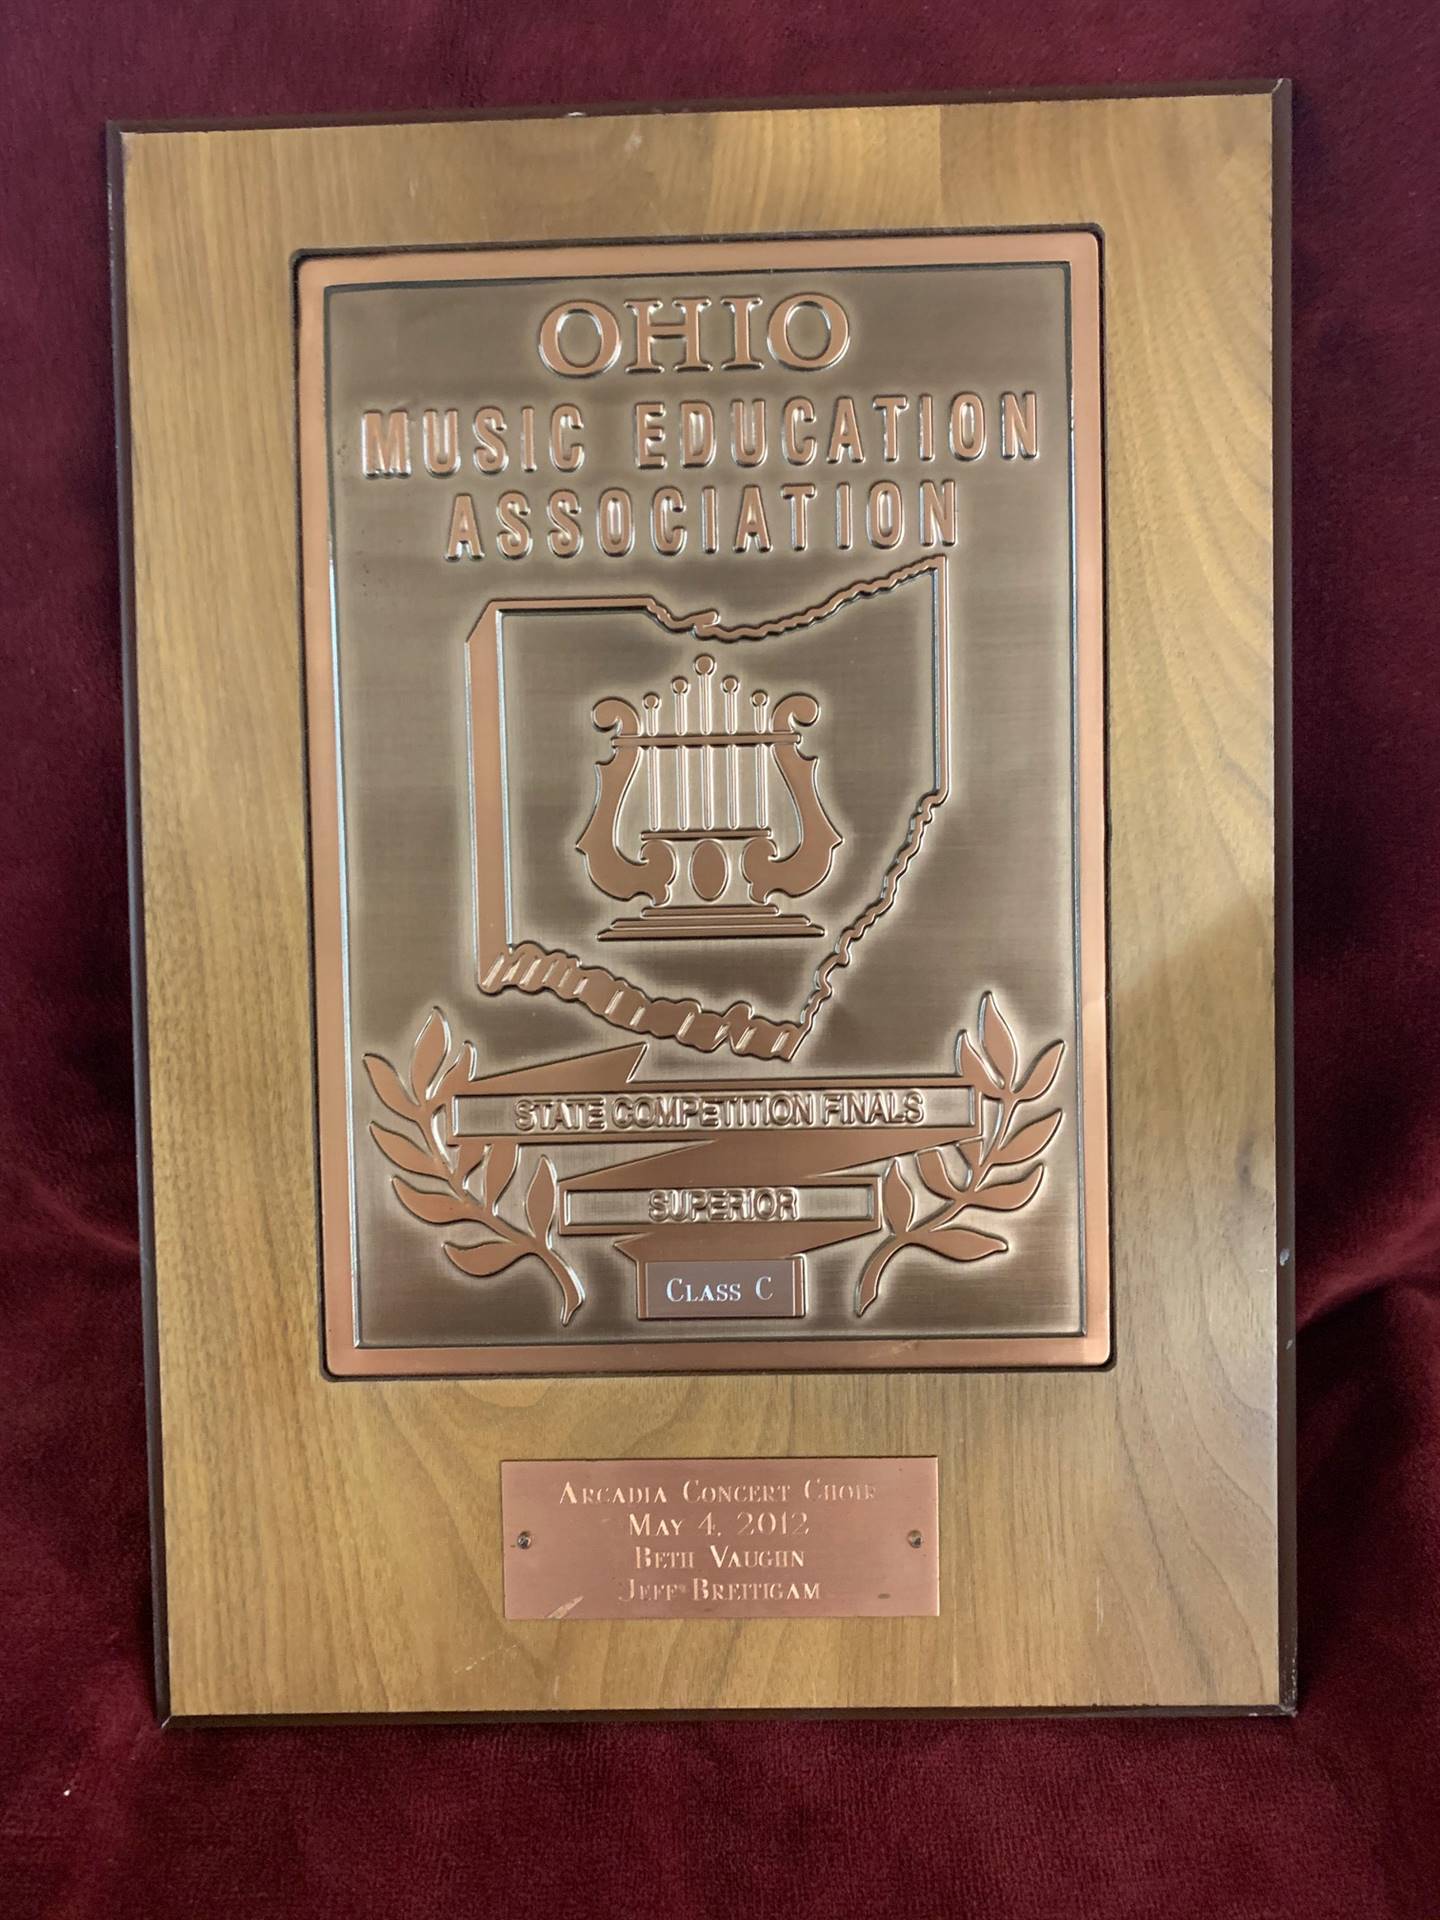 OHIO
MUSIC EDUCATION
ASSOCIATION
STATE COMPETITION FINALS
SUPERIOR
CLASS C
ARCADIA CONCERT CHOIR
MAY 4, 2012
BETH VAUGHN
JEFF BREITIGAM